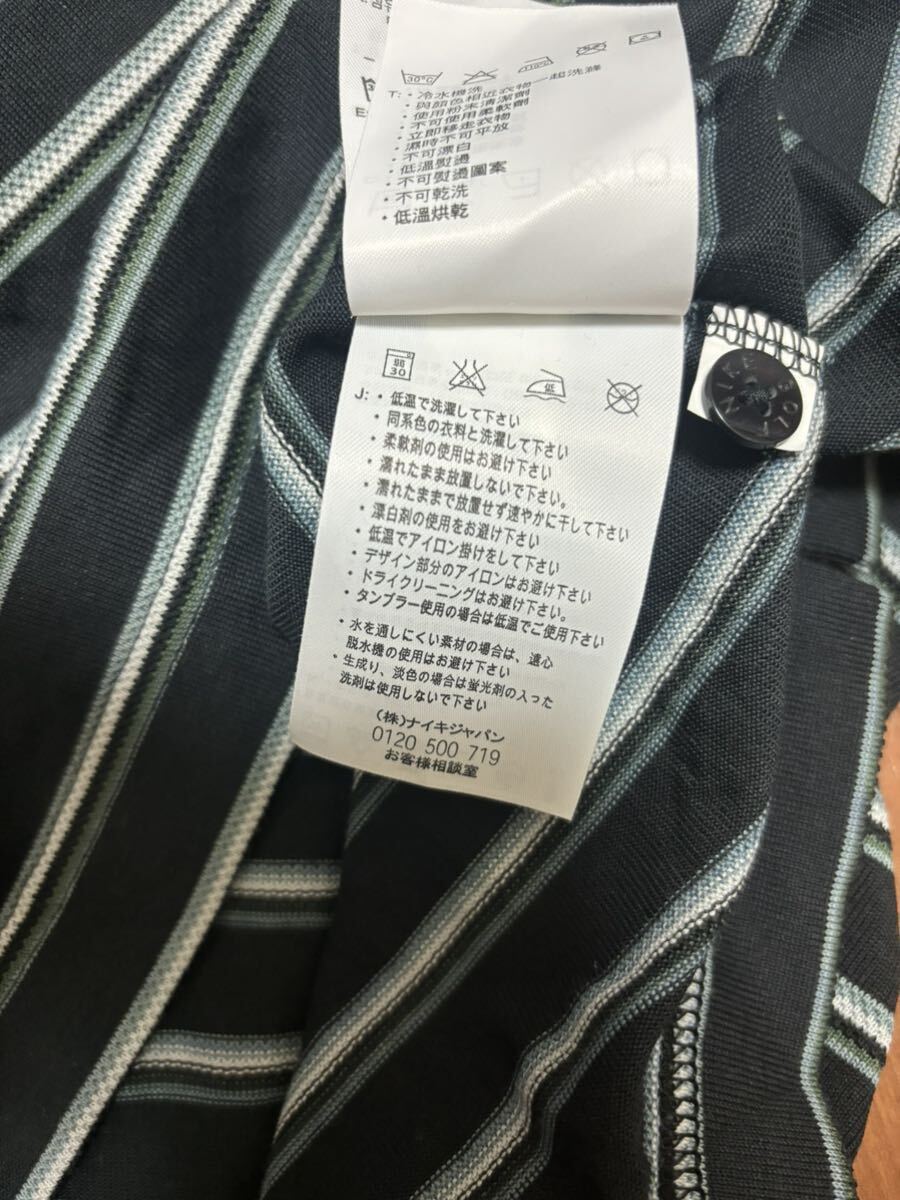 30°C
110°C
T: ・冷水機洗
・與顏色相近衣物一起洗滌
・使用粉末清潔劑
・不可使用柔軟劑
・立即移走衣物
・濕時不可平放
・不可漂白
・低溫熨燙
・不可熨燙圖案
・不可乾洗
・低溫烘乾
弱
30
低
J: ・低温で洗濯して下さい
・同系色の衣料と洗濯して下さい
・柔軟剤の使用はお避け下さい
・濡れたまま放置しないで下さい。
・濡れたままで放置せず速やかに干して下さい
・漂白剤の使用をお避け下さい
・低温でアイロン掛けをして下さい
・デザイン部分のアイロンはお避け下さい
・ドライクリーニングはお避け下さい。
・タンブラー使用の場合は低温でご使用下さい
・水を通しにくい素材の場合は、遠心
脱水機の使用はお避け下さい
・生成り、淡色の場合は蛍光剤の入った
洗剤は使用しないで下さい
(株)ナイキジャパン
0120 500 719
お客様相談室
NIKE GOLF